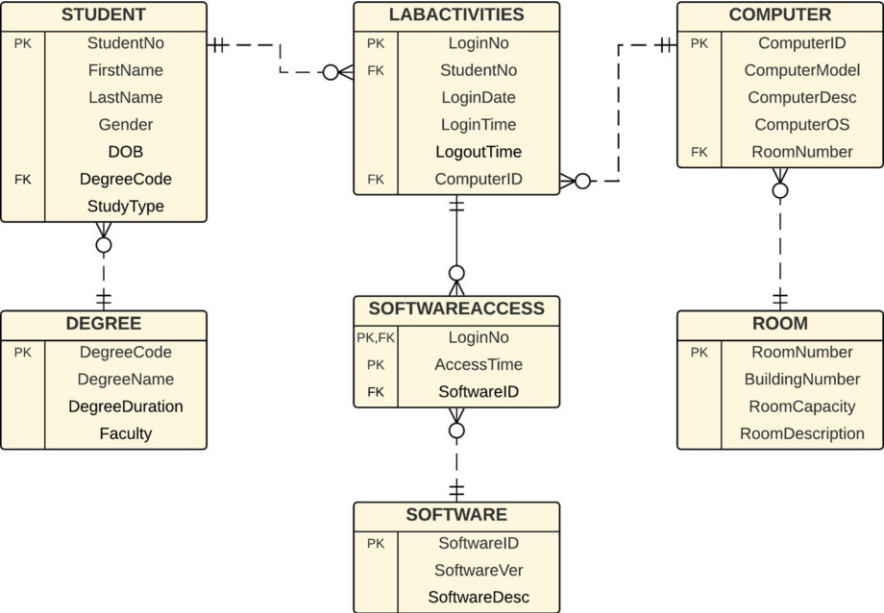 STUDENT
PK StudentNo
FirstName
LastName
Gender
DOB
FK DegreeCode
StudyType
LABACTIVITIES
PK LoginNo
FK StudentNo
LoginDate
LoginTime
LogoutTime
FK ComputerID
COMPUTER
PK ComputerID
ComputerModel
ComputerDesc
ComputerOS
FK RoomNumber
DEGREE
PK DegreeCode
DegreeName
DegreeDuration
Faculty
SOFTWAREACCESS
PK,FK LoginNo
PK AccessTime
FK SoftwareID
ROOM
PK RoomNumber
BuildingNumber
RoomCapacity
RoomDescription
SOFTWARE
PK SoftwareID
SoftwareVer
SoftwareDesc